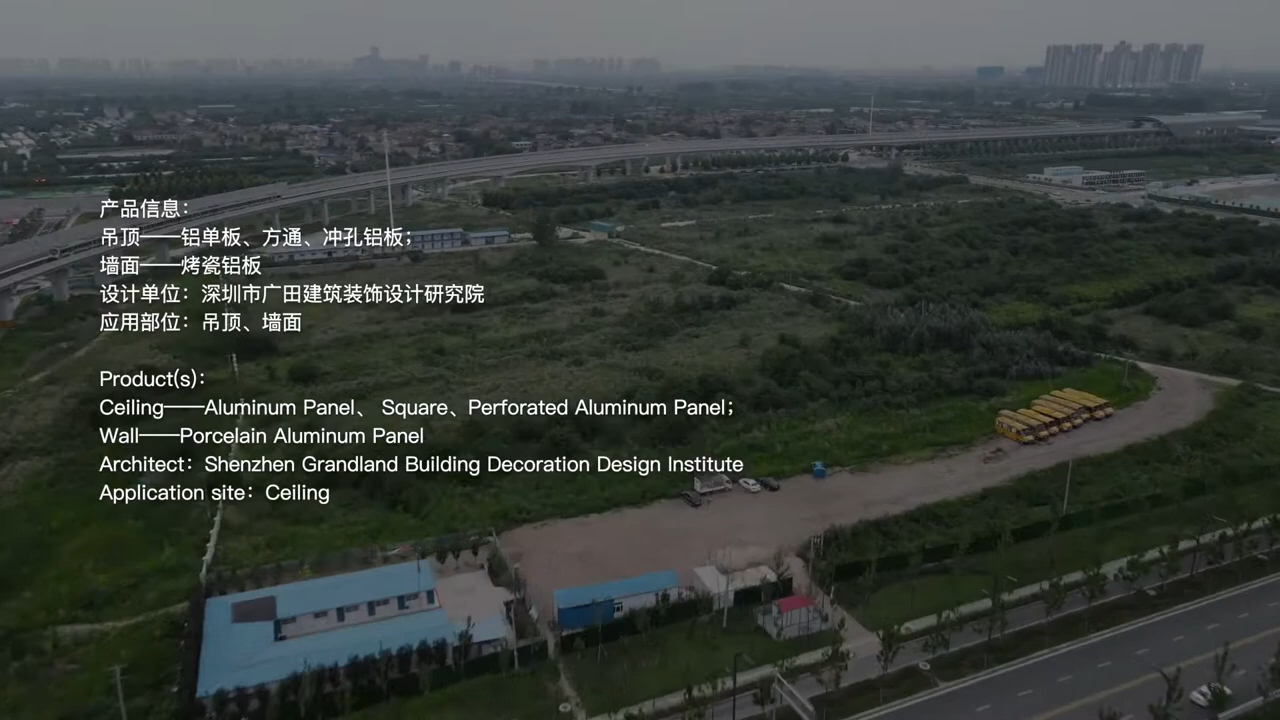 产品信息：
吊顶——铝单板、方通、冲孔铝板；
墙面——烤瓷铝板
设计单位：深圳市广田建筑装饰设计研究院
应用部位：吊顶、墙面
Product(s)：
Ceiling——Aluminum Panel、 Square、Perforated Aluminum Panel；
Wall——Porcelain Aluminum Panel
Architect：Shenzhen Grandland Building Decoration Design Institute
Application site：Ceiling